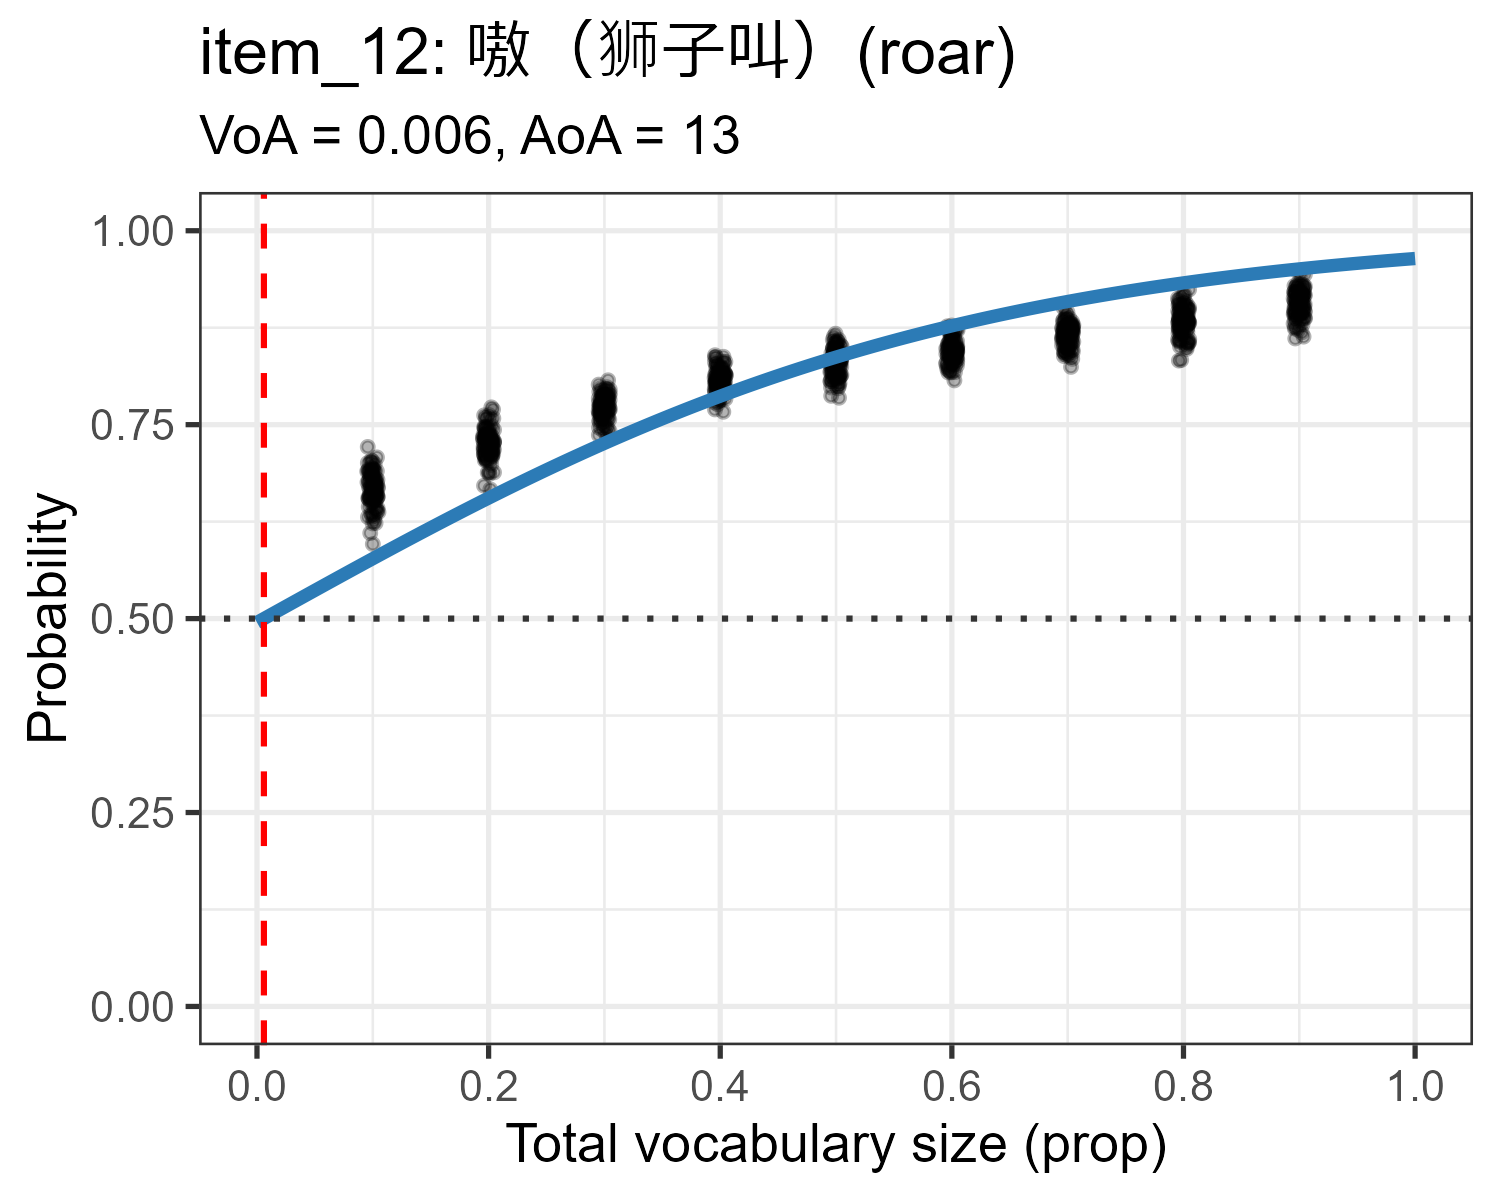 item_12: 嗷（狮子叫）(roar)
VoA = 0.006, AoA = 13
Probability
1.00
0.75
0.50
0.25
0.00
0.0 0.2 0.4 0.6 0.8 1.0
Total vocabulary size (prop)